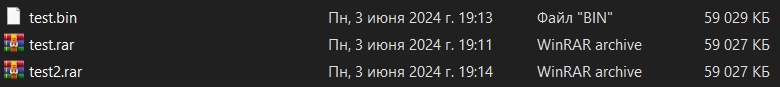 test.bin Пн, 3 июня 2024 г. 19:13 Файл "BIN" 59 029 КБ
test.rar Пн, 3 июня 2024 г. 19:11 WinRAR archive 59 027 КБ
test2.rar Пн, 3 июня 2024 г. 19:14 WinRAR archive 59 027 КБ